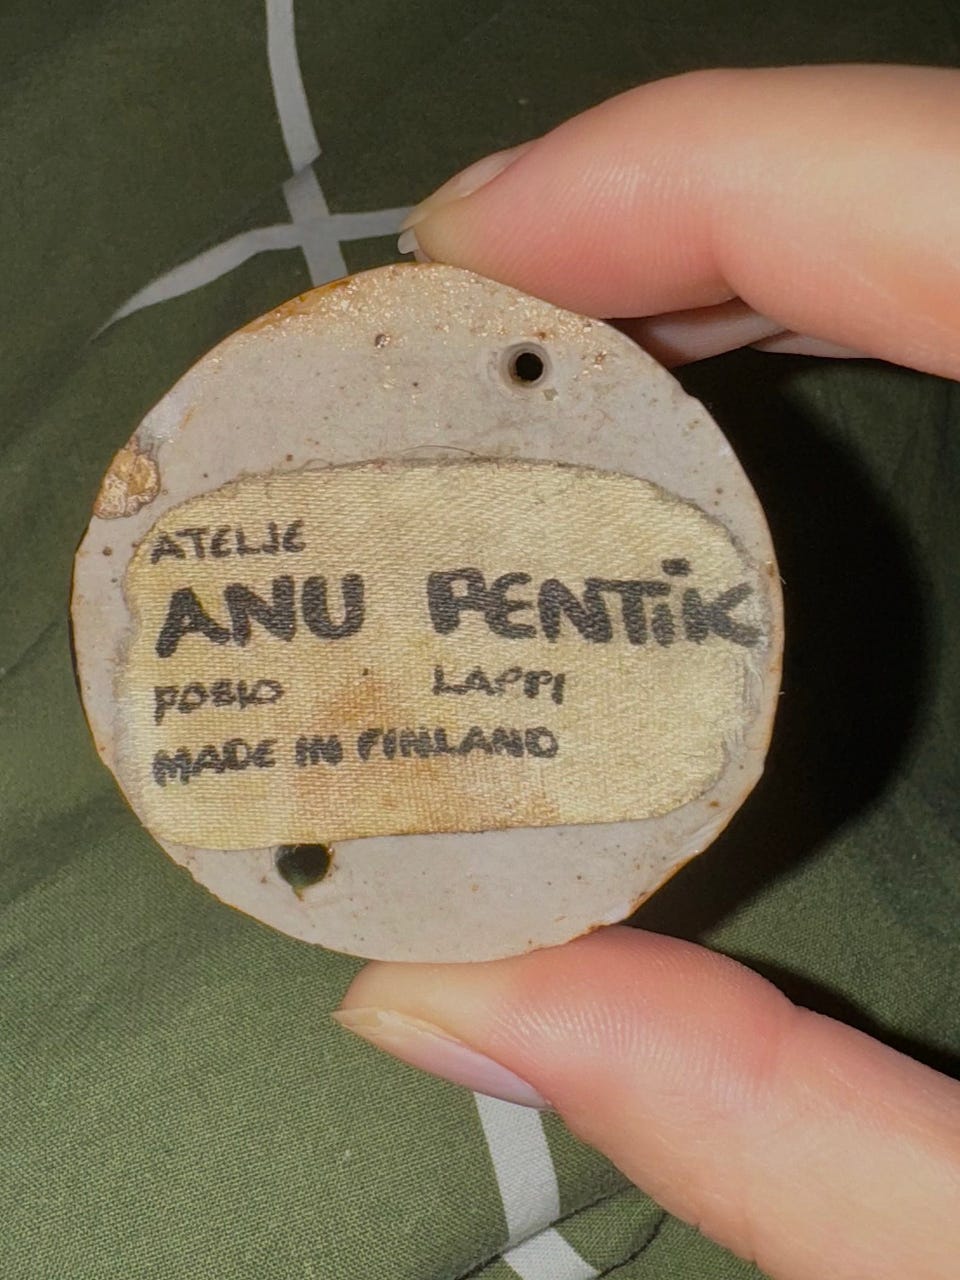 ATELJE
ANU PENTiK
POSIO LAPPI
MADE IN FINLAND